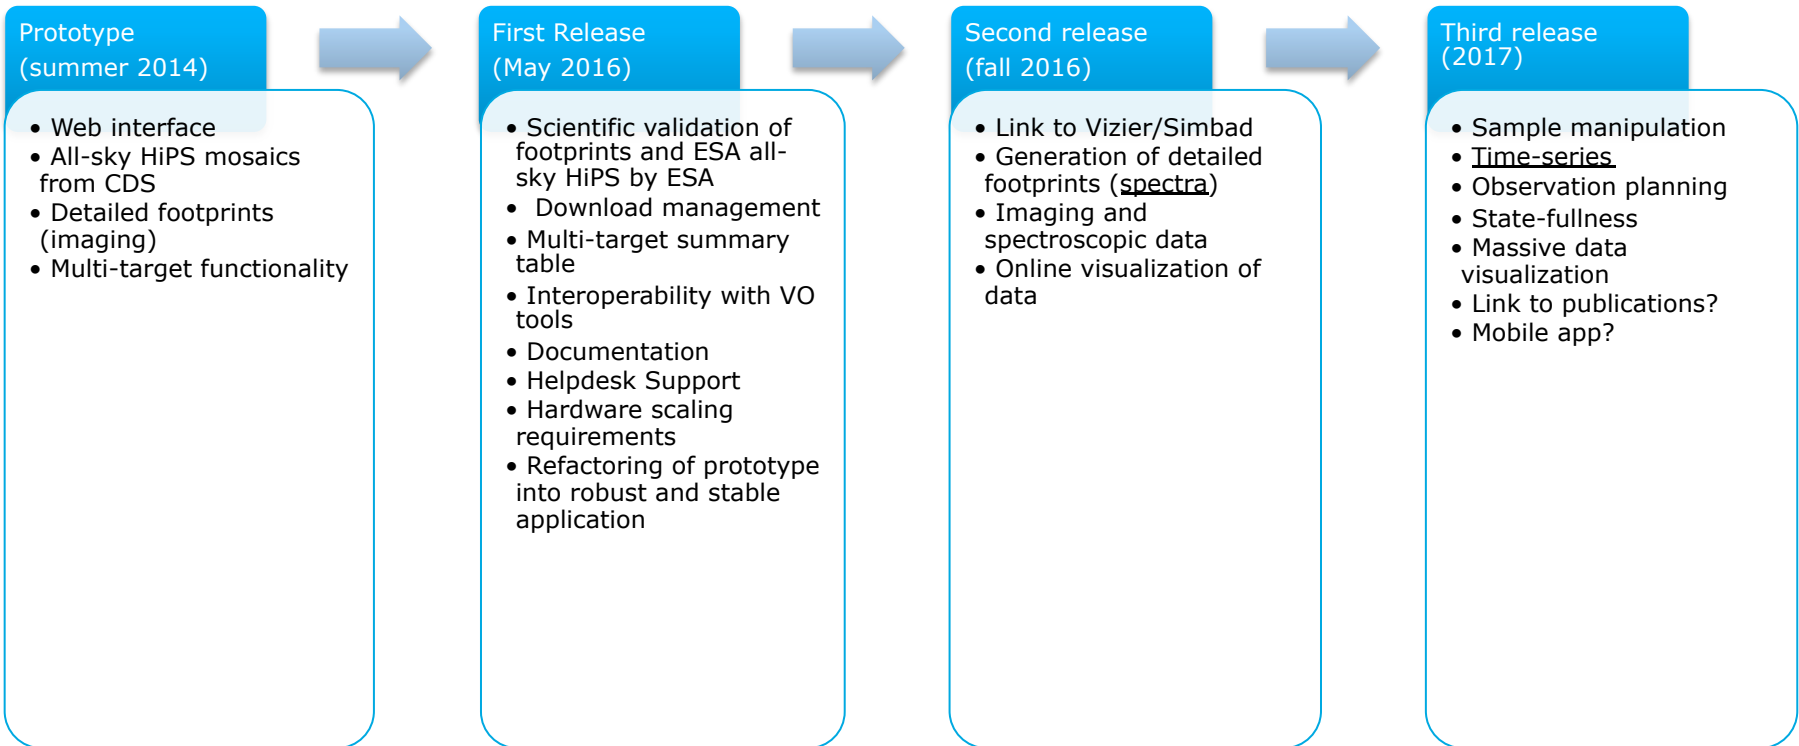 Prototype
(summer 2014)
• Web interface
• All-sky HiPS mosaics
from CDS
• Detailed footprints
(imaging)
• Multi-target functionality
First Release
(May 2016)
• Scientific validation of
footprints and ESA all-
sky HiPS by ESA
• Download management
• Multi-target summary
table
• Interoperability with VO
tools
• Documentation
• Helpdesk Support
• Hardware scaling
requirements
• Refactoring of prototype
into robust and stable
application
Second release
(fall 2016)
• Link to Vizier/Simbad
• Generation of detailed
footprints (spectra)
• Imaging and
spectroscopic data
• Online visualization of
data
Third release
(2017)
• Sample manipulation
• Time-series
• Observation planning
• State-fullness
• Massive data
visualization
• Link to publications?
• Mobile app?